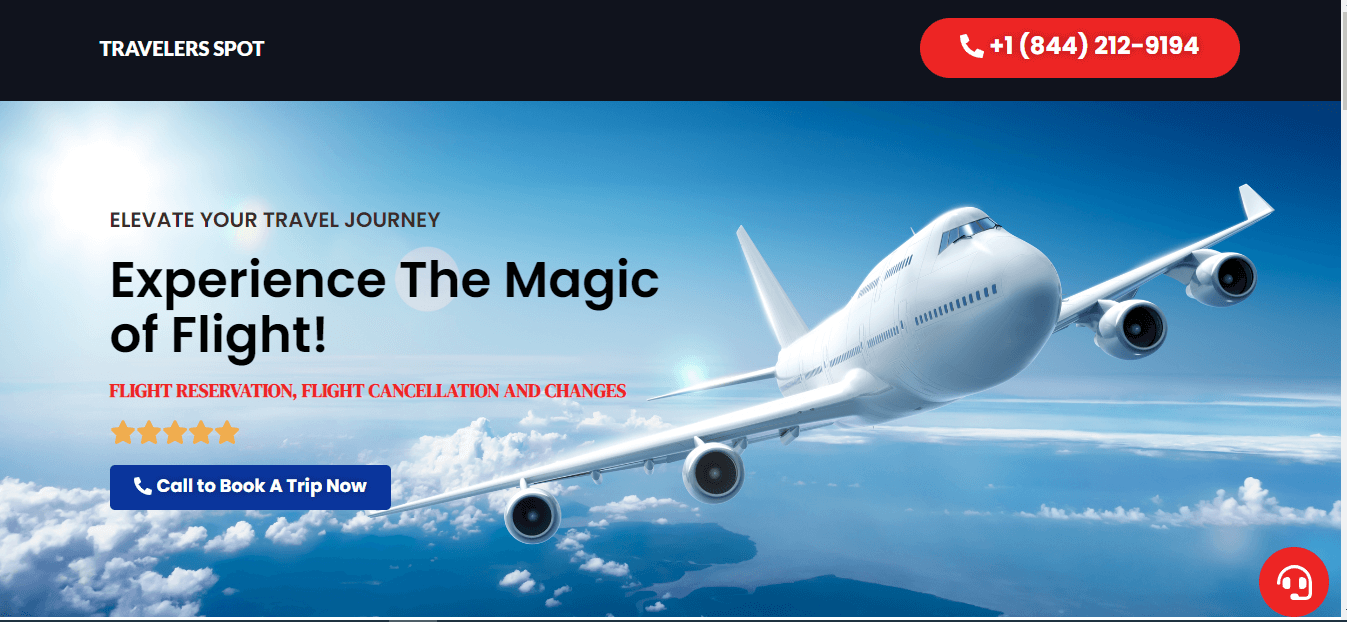 TRAVELERS SPOT
+1 (844) 212-9194
ELEVATE YOUR TRAVEL JOURNEY
Experience The Magic
of Flight!
FLIGHT RESERVATION, FLIGHT CANCELLATION AND CHANGES
Call to Book A Trip Now